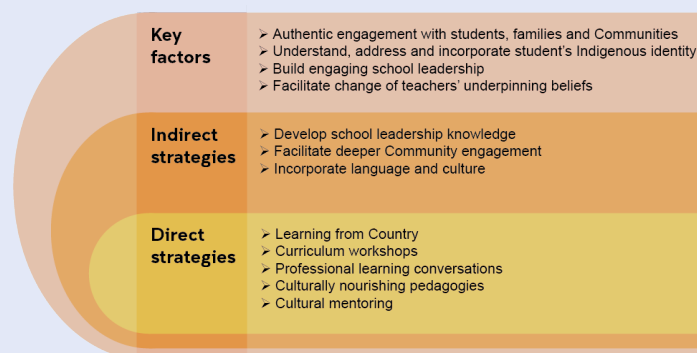 Key factors
➢ Authentic engagement with students, families and Communities
➢ Understand, address and incorporate student's Indigenous identity
➢ Build engaging school leadership
➢ Facilitate change of teachers' underpinning beliefs
Indirect strategies
➢ Develop school leadership knowledge
➢ Facilitate deeper Community engagement
➢ Incorporate language and culture
Direct strategies
➢ Learning from Country
➢ Curriculum workshops
➢ Professional learning conversations
➢ Culturally nourishing pedagogies
➢ Cultural mentoring